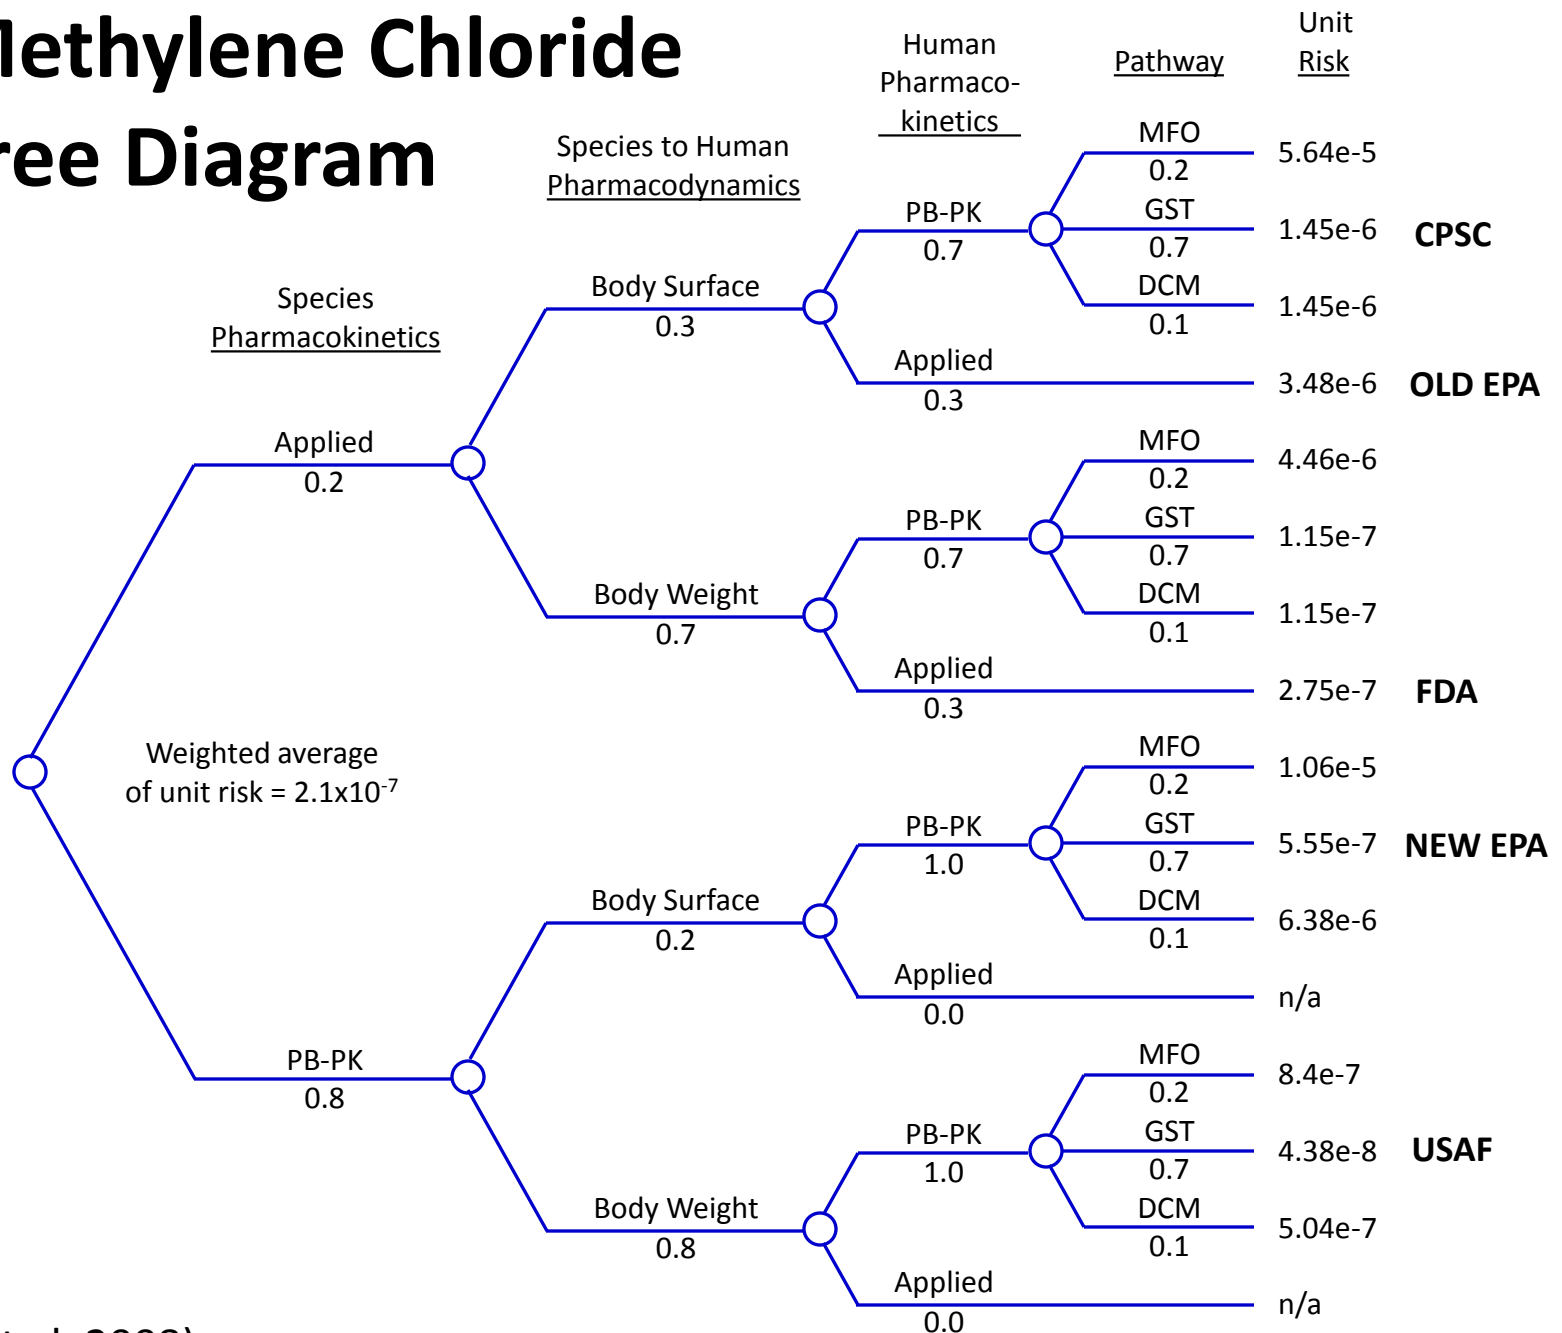 Methylene Chloride
ree Diagram
Species
Pharmacokinetics
Species to Human
Pharmacodynamics
Human
Pharmaco-
kinetics
Pathway
Unit
Risk
Applied
0.2
Body Surface
0.3
PB-PK
0.7
MFO
0.2
5.64e-5
GST
0.7
1.45e-6 CPSC
DCM
0.1
1.45e-6
Applied
0.3
3.48e-6 OLD EPA
Body Weight
0.7
PB-PK
0.7
MFO
0.2
4.46e-6
GST
0.7
1.15e-7
DCM
0.1
1.15e-7
Applied
0.3
2.75e-7 FDA
Weighted average
of unit risk = 2.1x10⁻⁷
PB-PK
0.8
Body Surface
0.2
PB-PK
1.0
MFO
0.2
1.06e-5
GST
0.7
5.55e-7 NEW EPA
DCM
0.1
6.38e-6
Applied
0.0
n/a
Body Weight
0.8
PB-PK
1.0
MFO
0.2
8.4e-7
GST
0.7
4.38e-8 USAF
DCM
0.1
5.04e-7
Applied
0.0
n/a